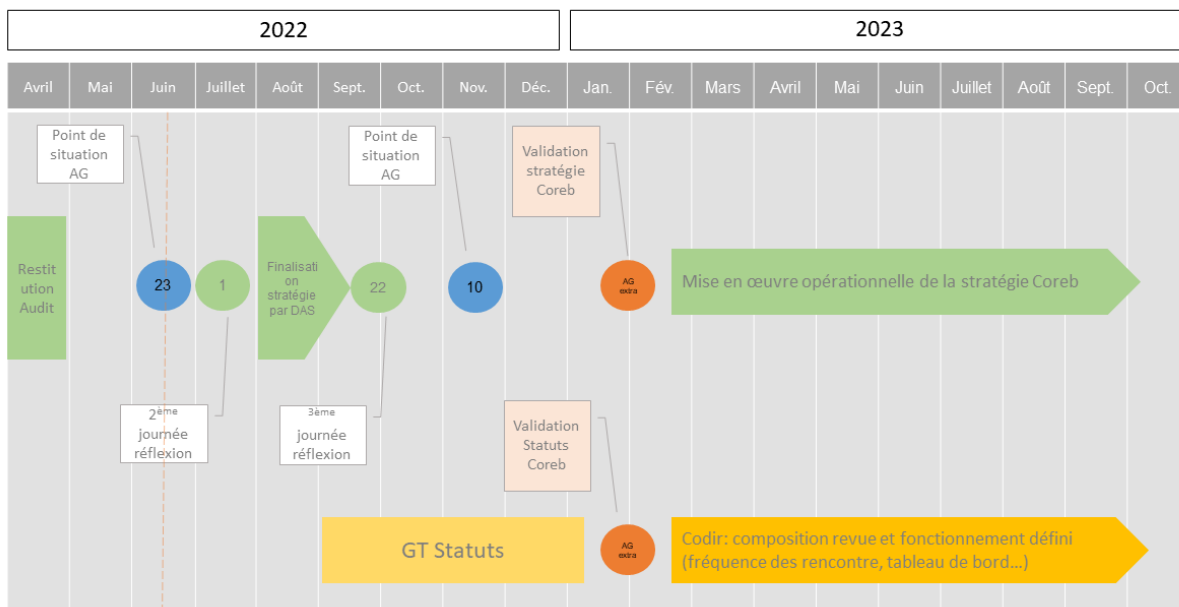 2022
2023
Avril
Mai
Juin
Juillet
Août
Sept.
Oct.
Nov.
Déc.
Jan.
Fév.
Mars
Avril
Mai
Juin
Juillet
Août
Sept.
Oct.
Point de
situation
AG
Point de
situation
AG
Validation
stratégie
Coreb
Restit
ution
Audit
23
1
Finalisati
on
stratégie
par DAS
22
10
AG
extra
Mise en œuvre opérationnelle de la stratégie Coreb
2ème
journée
réflexion
3ème
journée
réflexion
Validation
Statuts
Coreb
GT Statuts
AG
extra
Codir: composition revue et fonctionnement défini
(fréquence des rencontre, tableau de bord...)